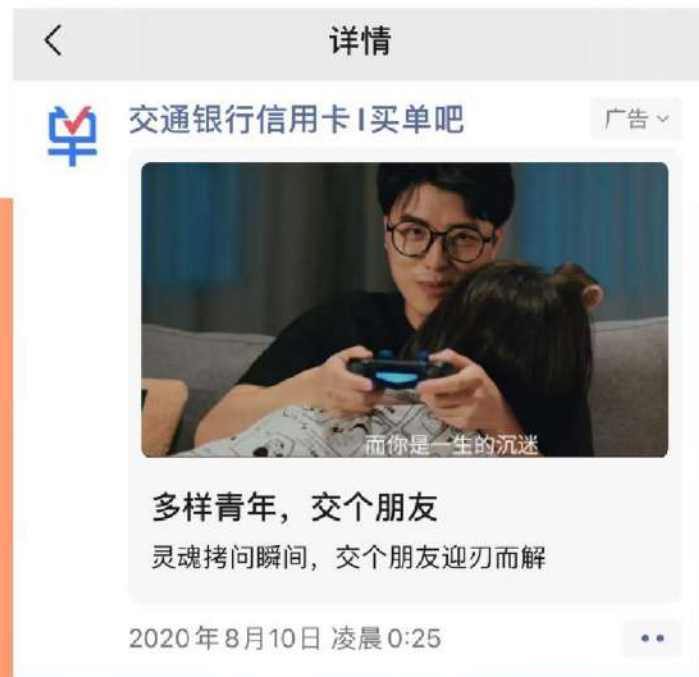 详情
交通银行信用卡|买单吧
广告
而你是一生的沉迷
多样青年，交个朋友
灵魂拷问瞬间，交个朋友迎刃而解
2020年8月10日 凌晨0:25